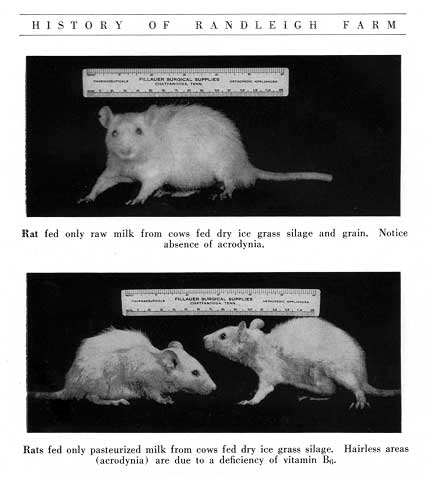 HISTORY OF RANDLEIGH FARM
PHARMACEUTICALS FILLAUER SURGICAL SUPPLIES ORTHOPEDIC APPLIANCES
CHATTANOOGA, TENN.
Rat fed only raw milk from cows fed dry ice grass silage and grain. Notice
absence of acrodynia.
PHARMACEUTICALS FILLAUER SURGICAL SUPPLIES ORTHOPEDIC APPLIANCES
CHATTANOOGA, TENN.
Rats fed only pasteurized milk from cows fed dry ice grass silage. Hairless areas
(acrodynia) are due to a deficiency of vitamin B₆.